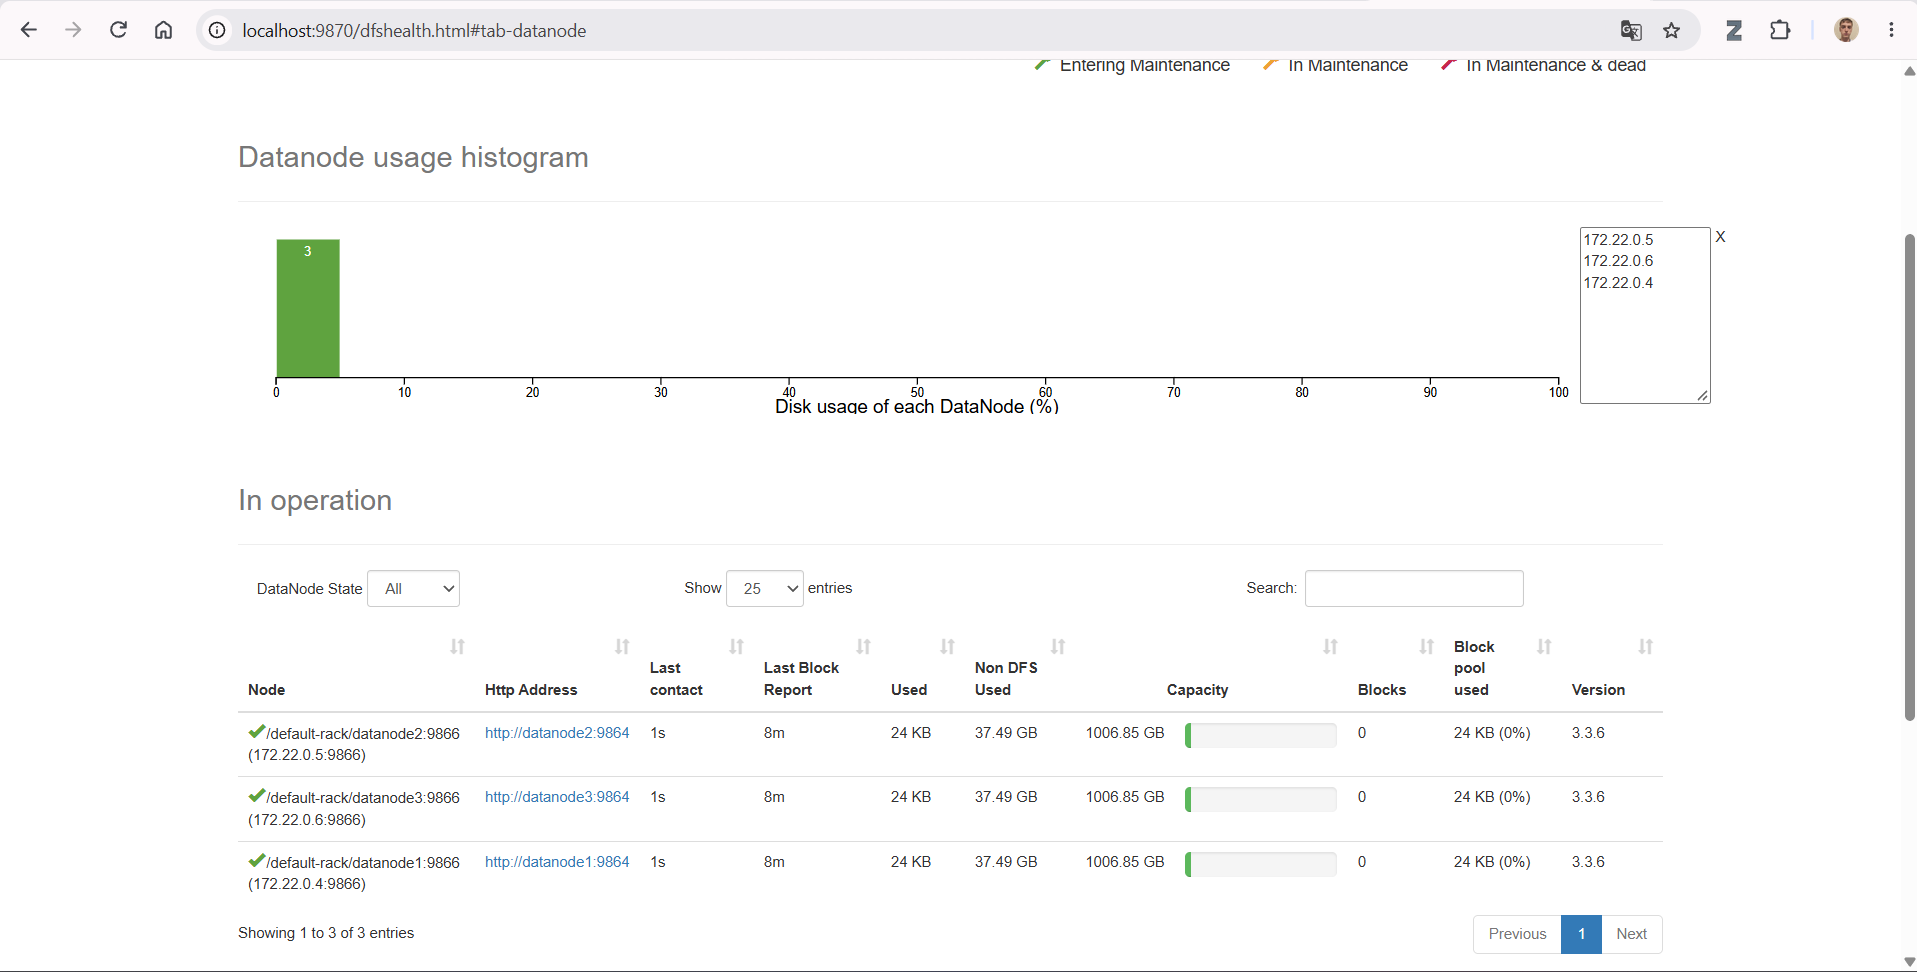 localhost:9870/dfshealth.html#tab-datanode
Entering Maintenance In Maintenance In Maintenance & dead
Datanode usage histogram
3
0 10 20 30 40 50 60 70 80 90 100
Disk usage of each DataNode (%)
172.22.0.5
172.22.0.6
172.22.0.4
X
In operation
DataNode State All Show 25 entries Search:
Node Http Address Last contact Last Block Report Used Non DFS Used Capacity Blocks Block pool used Version
/default-rack/datanode2:9866 http://datanode2:9864 1s 8m 24 KB 37.49 GB 1006.85 GB 0 24 KB (0%) 3.3.6
(172.22.0.5:9866)
/default-rack/datanode3:9866 http://datanode3:9864 1s 8m 24 KB 37.49 GB 1006.85 GB 0 24 KB (0%) 3.3.6
(172.22.0.6:9866)
/default-rack/datanode1:9866 http://datanode1:9864 1s 8m 24 KB 37.49 GB 1006.85 GB 0 24 KB (0%) 3.3.6
(172.22.0.4:9866)
Showing 1 to 3 of 3 entries
Previous 1 Next